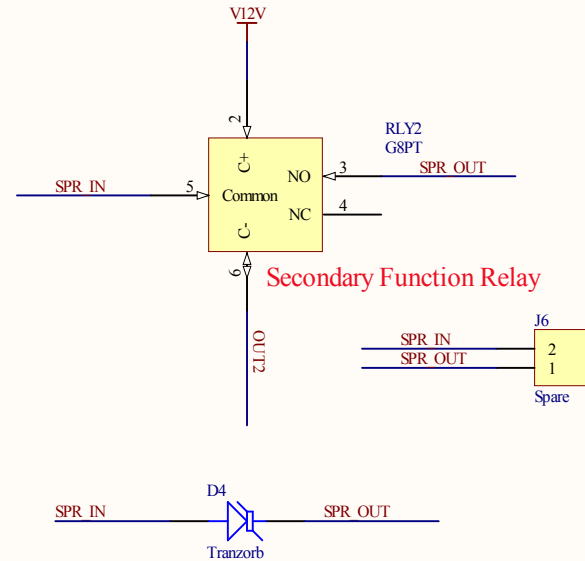 V12V
2
RLY2
G8PT
C+
NO
3
SPR_OUT
SPR_IN
5
Common
NC
4
C-
6
Secondary Function Relay
OUT2
J6
SPR_IN
2
SPR_OUT
1
Spare
D4
SPR_IN
SPR_OUT
Tranzorb